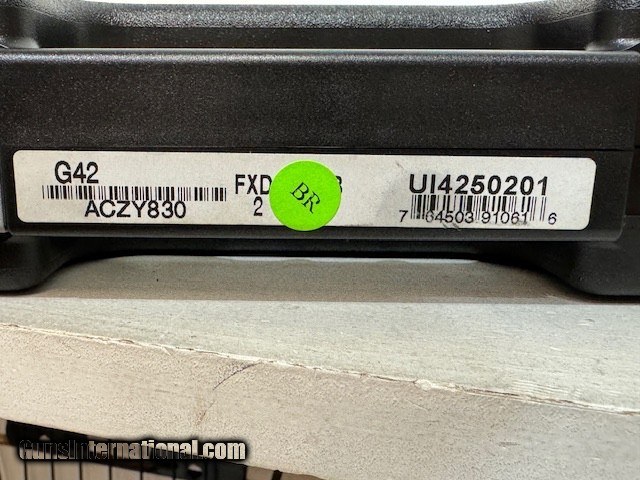 G42
ACZY830
FXD
2
BR
UI4250201
7 64503 91061 6
GunsInternational.com